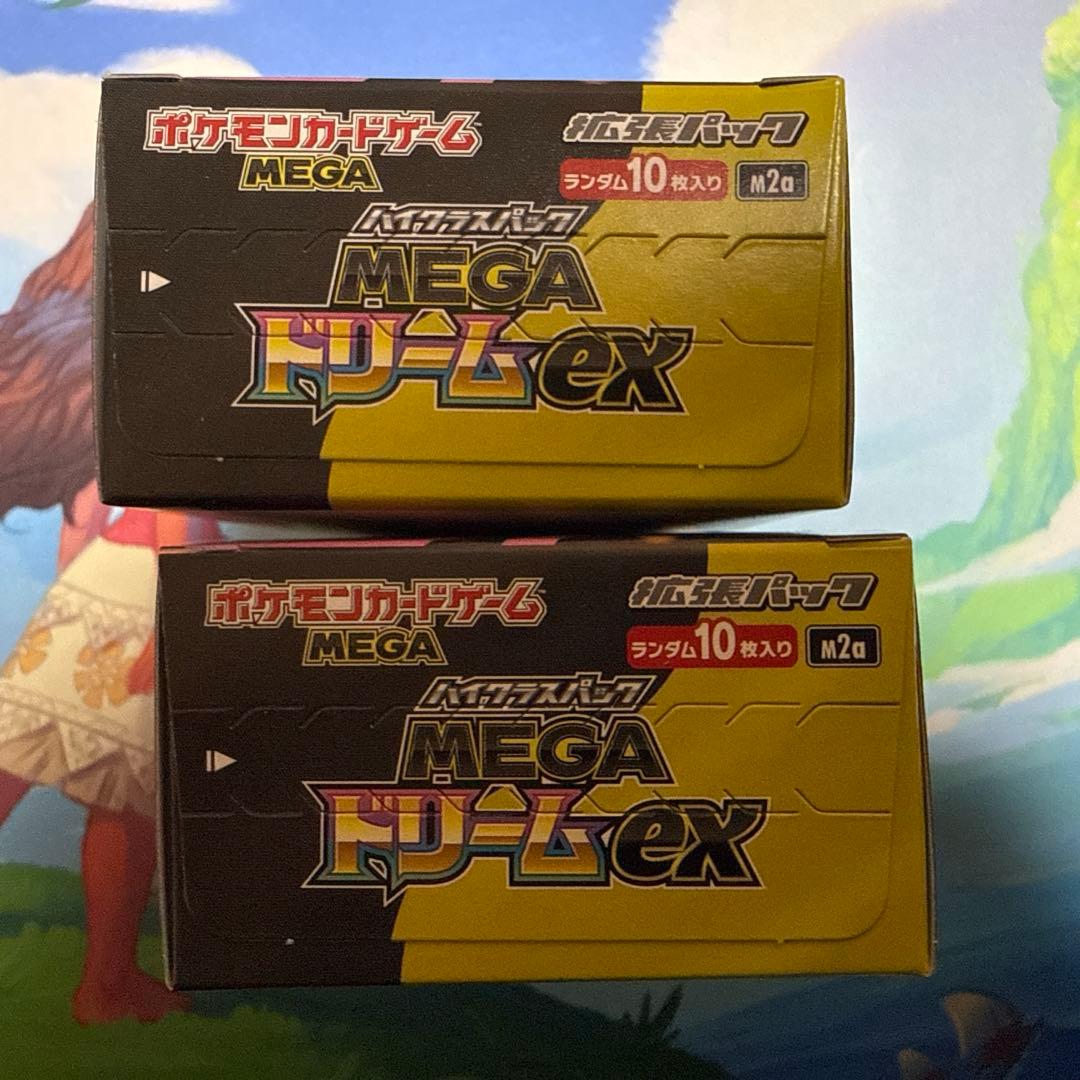 ポケモンカードゲーム
MEGA
拡張パック
ランダム10枚入り
M2a
ハイクラスパック
MEGA
ドリームex
ポケモンカードゲーム
MEGA
拡張パック
ランダム10枚入り
M2a
ハイクラスパック
MEGA
ドリームex